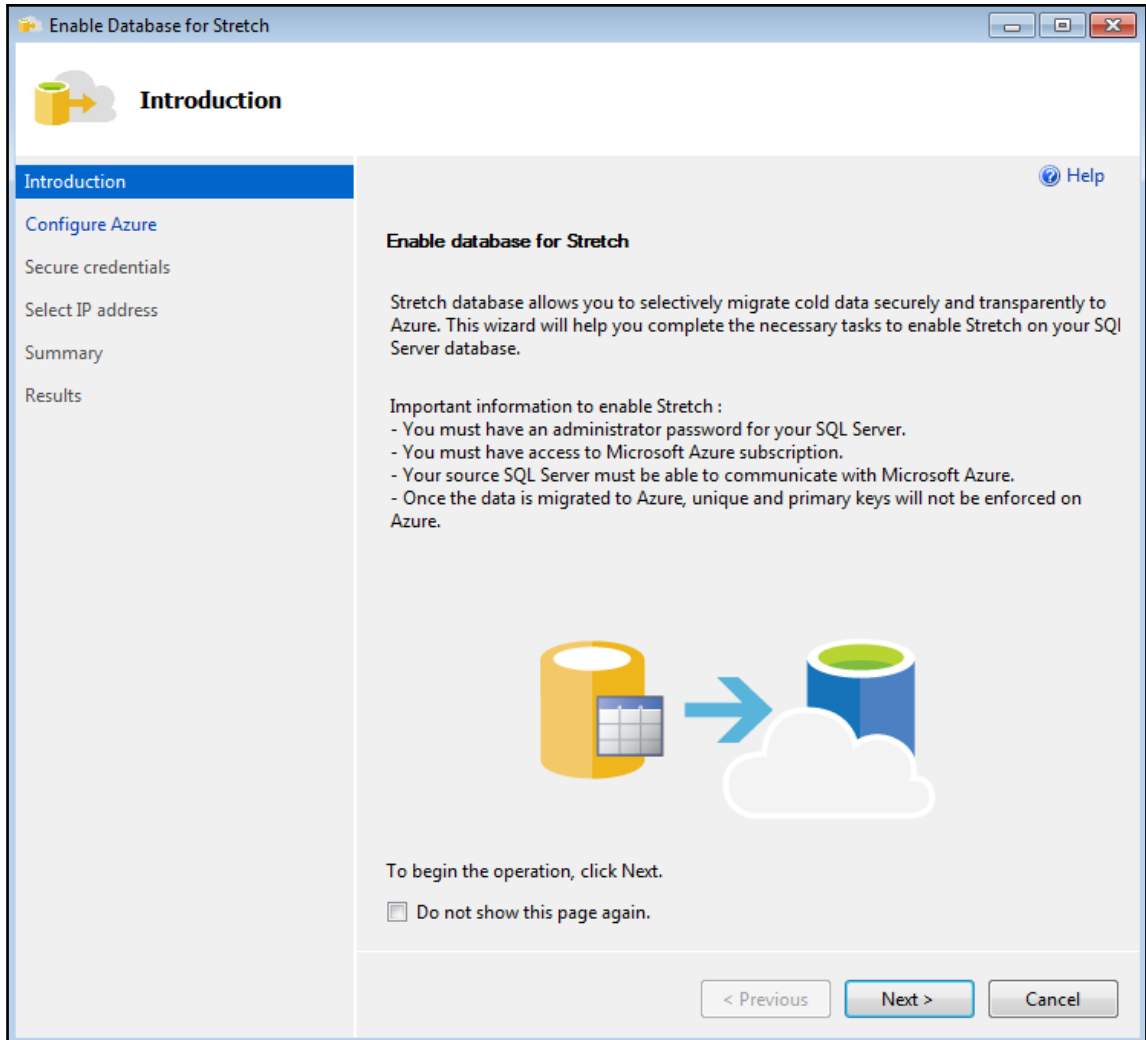 Enable Database for Stretch
Introduction
Introduction
Configure Azure
Secure credentials
Select IP address
Summary
Results
Help
Enable database for Stretch
Stretch database allows you to selectively migrate cold data securely and transparently to
Azure. This wizard will help you complete the necessary tasks to enable Stretch on your SQl
Server database.
Important information to enable Stretch :
- You must have an administrator password for your SQL Server.
- You must have access to Microsoft Azure subscription.
- Your source SQL Server must be able to communicate with Microsoft Azure.
- Once the data is migrated to Azure, unique and primary keys will not be enforced on
Azure.
To begin the operation, click Next.
Do not show this page again.
< Previous
Next >
Cancel